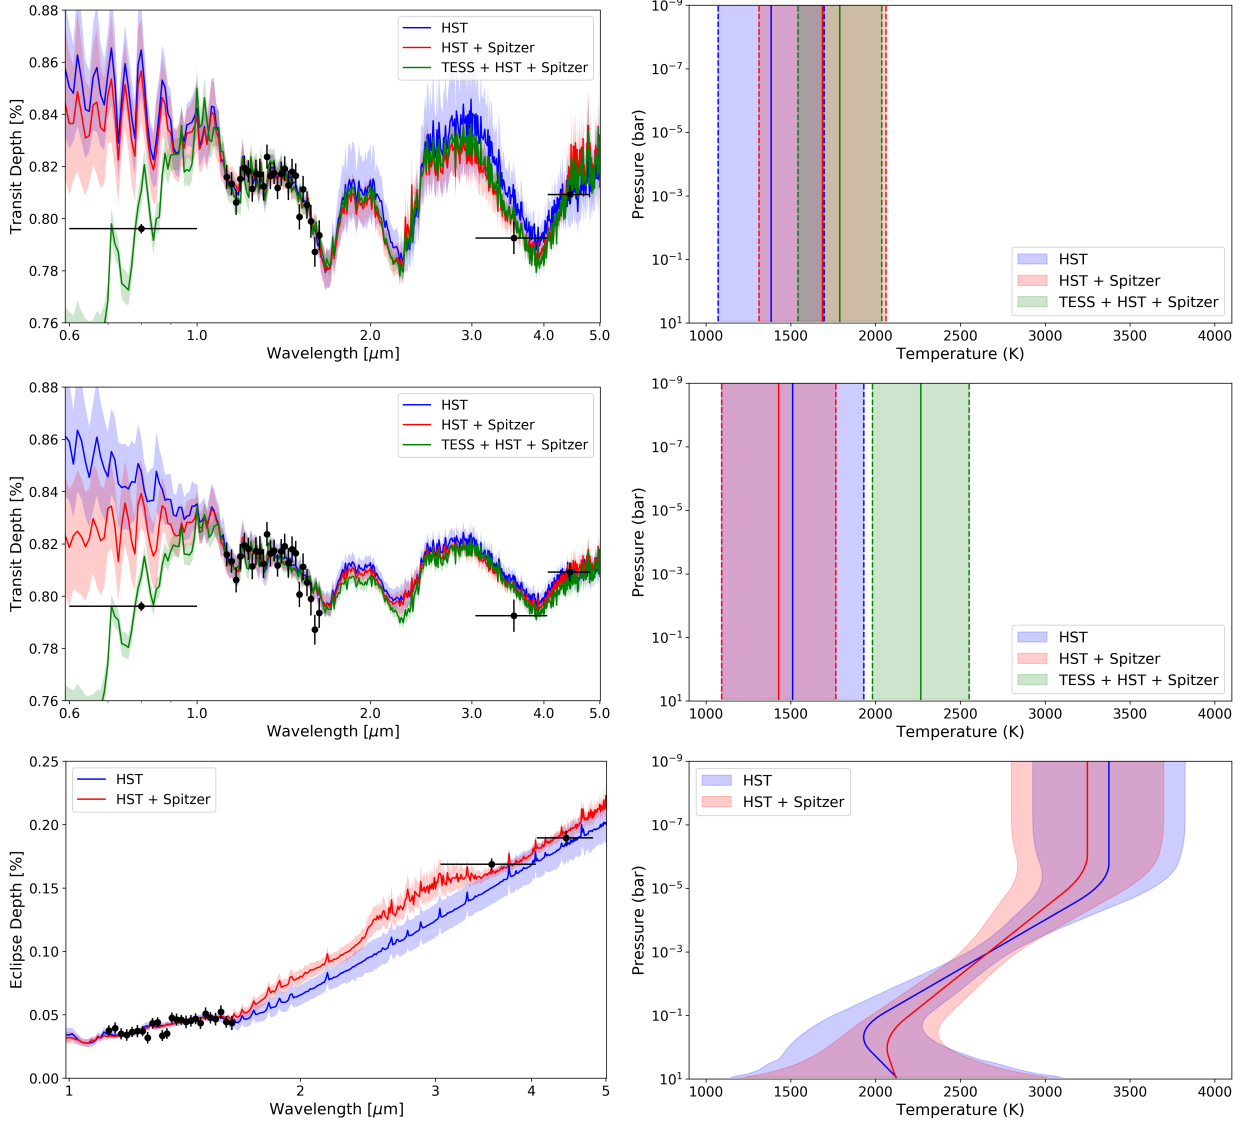 0.88
0.86
0.84
0.82
0.80
0.78
0.76
Transit Depth [%]
HST
HST + Spitzer
TESS + HST + Spitzer
0.6
1.0
2.0
3.0
4.0
5.0
Wavelength [μm]
10⁻⁹
10⁻⁷
10⁻⁵
10⁻³
10⁻¹
10¹
Pressure (bar)
HST
HST + Spitzer
TESS + HST + Spitzer
1000
1500
2000
2500
3000
3500
4000
Temperature (K)
0.88
0.86
0.84
0.82
0.80
0.78
0.76
Transit Depth [%]
HST
HST + Spitzer
TESS + HST + Spitzer
0.6
1.0
2.0
3.0
4.0
5.0
Wavelength [μm]
10⁻⁹
10⁻⁷
10⁻⁵
10⁻³
10⁻¹
10¹
Pressure (bar)
HST
HST + Spitzer
TESS + HST + Spitzer
1000
1500
2000
2500
3000
3500
4000
Temperature (K)
0.25
0.20
0.15
0.10
0.05
0.00
Eclipse Depth [%]
HST
HST + Spitzer
1
2
3
4
5
Wavelength [μm]
10⁻⁹
10⁻⁷
10⁻⁵
10⁻³
10⁻¹
10¹
Pressure (bar)
HST
HST + Spitzer
1000
1500
2000
2500
3000
3500
4000
Temperature (K)